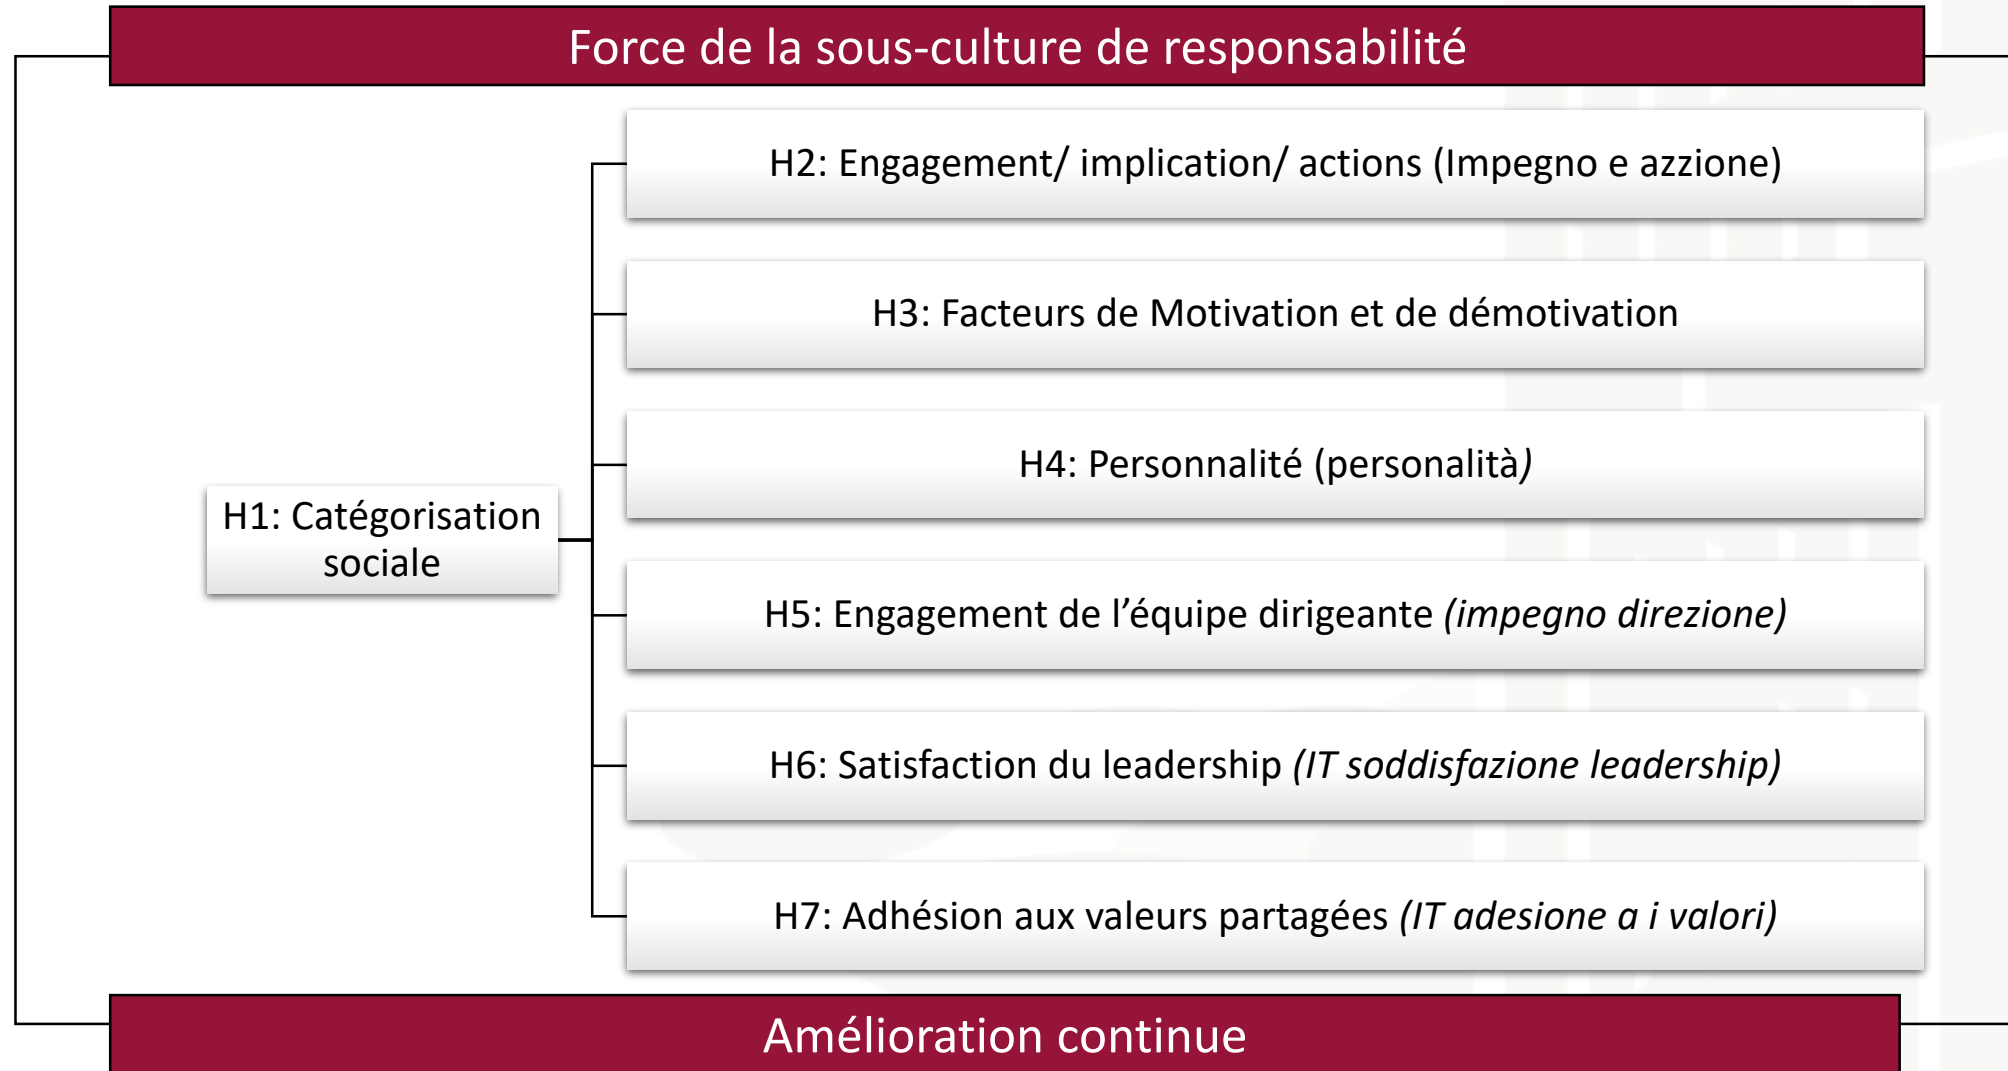 Force de la sous-culture de responsabilité
H2: Engagement/ implication/ actions (Impegno e azzione)
H3: Facteurs de Motivation et de démotivation
H4: Personnalité (personalità)
H1: Catégorisation
sociale
H5: Engagement de l’équipe dirigeante (impegno direzione)
H6: Satisfaction du leadership (IT soddisfazione leadership)
H7: Adhésion aux valeurs partagées (IT adesione a i valori)
Amélioration continue